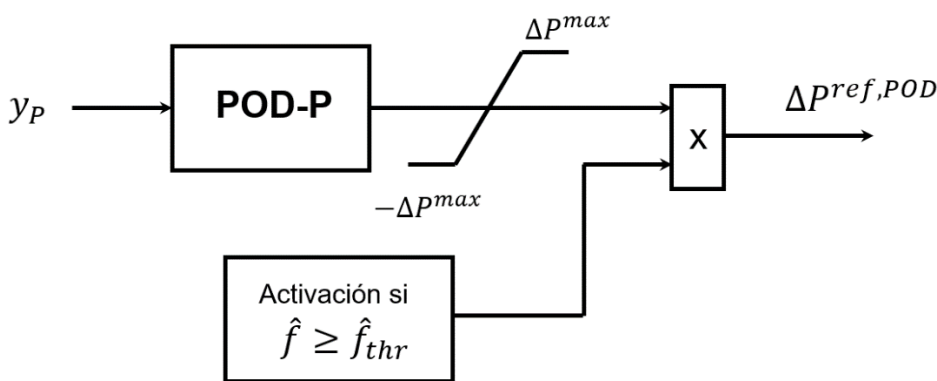 ΔP^max
y_P
POD-P
X
ΔP^ref,POD
−ΔP^max
Activación si
f̂ ≥ f̂_thr